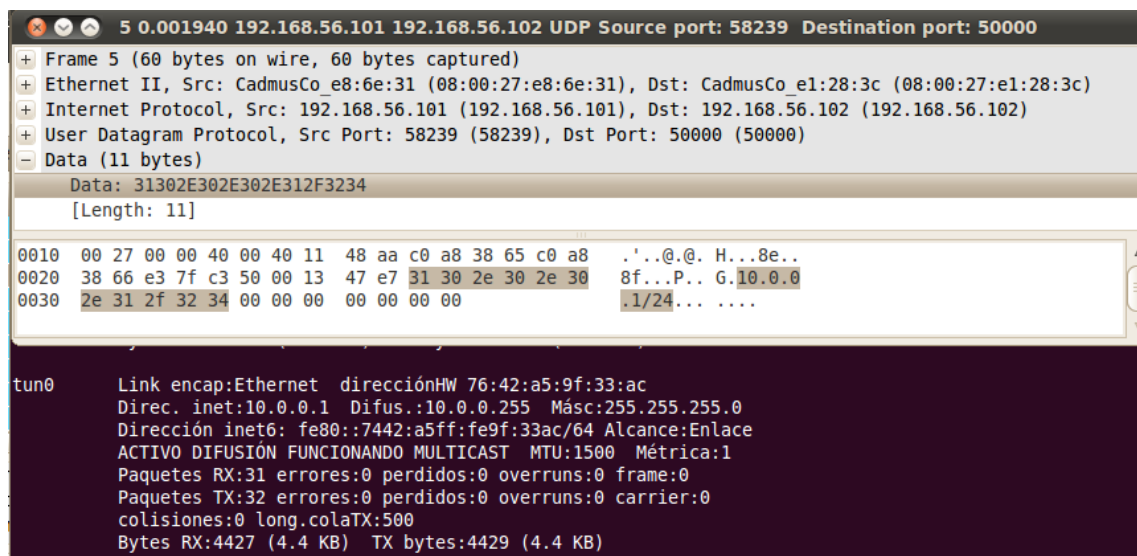 5 0.001940 192.168.56.101 192.168.56.102 UDP Source port: 58239 Destination port: 50000
+ Frame 5 (60 bytes on wire, 60 bytes captured)
+ Ethernet II, Src: CadmusCo_e8:6e:31 (08:00:27:e8:6e:31), Dst: CadmusCo_e1:28:3c (08:00:27:e1:28:3c)
+ Internet Protocol, Src: 192.168.56.101 (192.168.56.101), Dst: 192.168.56.102 (192.168.56.102)
+ User Datagram Protocol, Src Port: 58239 (58239), Dst Port: 50000 (50000)
− Data (11 bytes)
Data: 31302E302E302E312F3234
[Length: 11]
0010 00 27 00 00 40 00 40 11 48 aa c0 a8 38 65 c0 a8 .'..@.@. H...8e..
0020 38 66 e3 7f c3 50 00 13 47 e7 31 30 2e 30 2e 30 8f...P.. G.10.0.0
0030 2e 31 2f 32 34 00 00 00 00 00 00 00 .1/24... ....
tun0 Link encap:Ethernet direcciónHW 76:42:a5:9f:33:ac
Direc. inet:10.0.0.1 Difus.:10.0.0.255 Másc:255.255.255.0
Dirección inet6: fe80::7442:a5ff:fe9f:33ac/64 Alcance:Enlace
ACTIVO DIFUSIÓN FUNCIONANDO MULTICAST MTU:1500 Métrica:1
Paquetes RX:31 errores:0 perdidos:0 overruns:0 frame:0
Paquetes TX:32 errores:0 perdidos:0 overruns:0 carrier:0
colisiones:0 long.colaTX:500
Bytes RX:4427 (4.4 KB) TX bytes:4429 (4.4 KB)